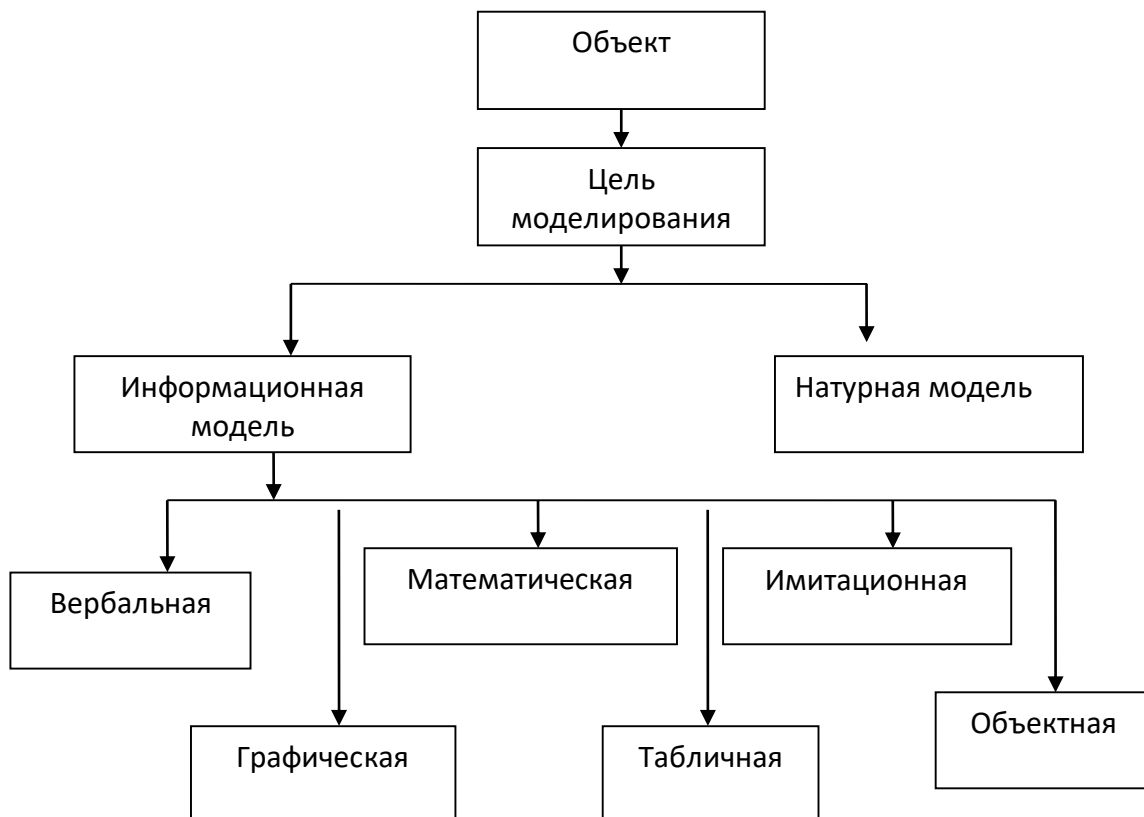 Объект
Цель
моделирования
Информационная
модель
Натурная модель
Вербальная
Математическая
Имитационная
Графическая
Табличная
Объектная